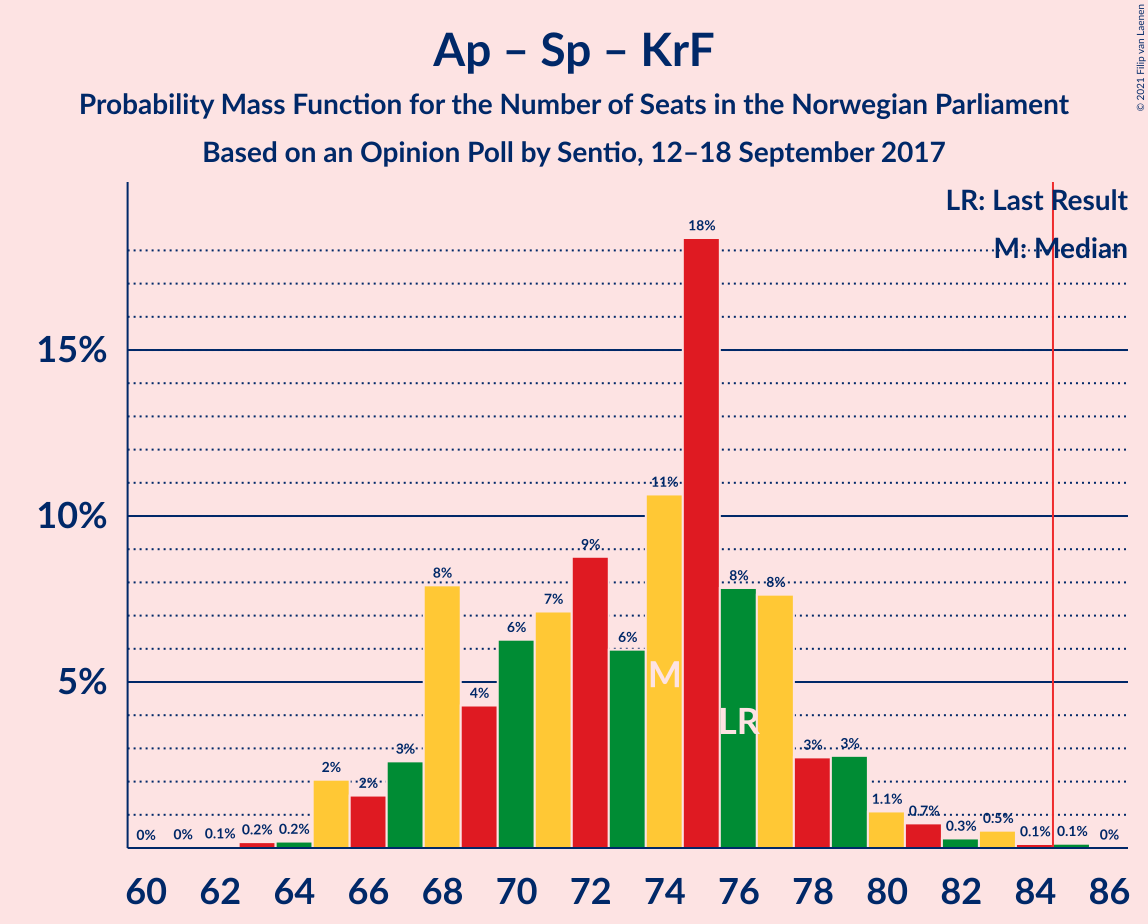 Ap – Sp – KrF
Probability Mass Function for the Number of Seats in the Norwegian Parliament
Based on an Opinion Poll by Sentio, 12–18 September 2017
© 2021 Filip van Laenen
LR: Last Result
M: Median
15%
10%
5%
0% 0% 0.1% 0.2% 0.2% 2% 2% 3% 8% 4% 6% 7% 9% 6% 11% 18% 8% 8% 3% 3% 1.1% 0.7% 0.3% 0.5% 0.1% 0.1% 0%
M
LR
60 62 64 66 68 70 72 74 76 78 80 82 84 86